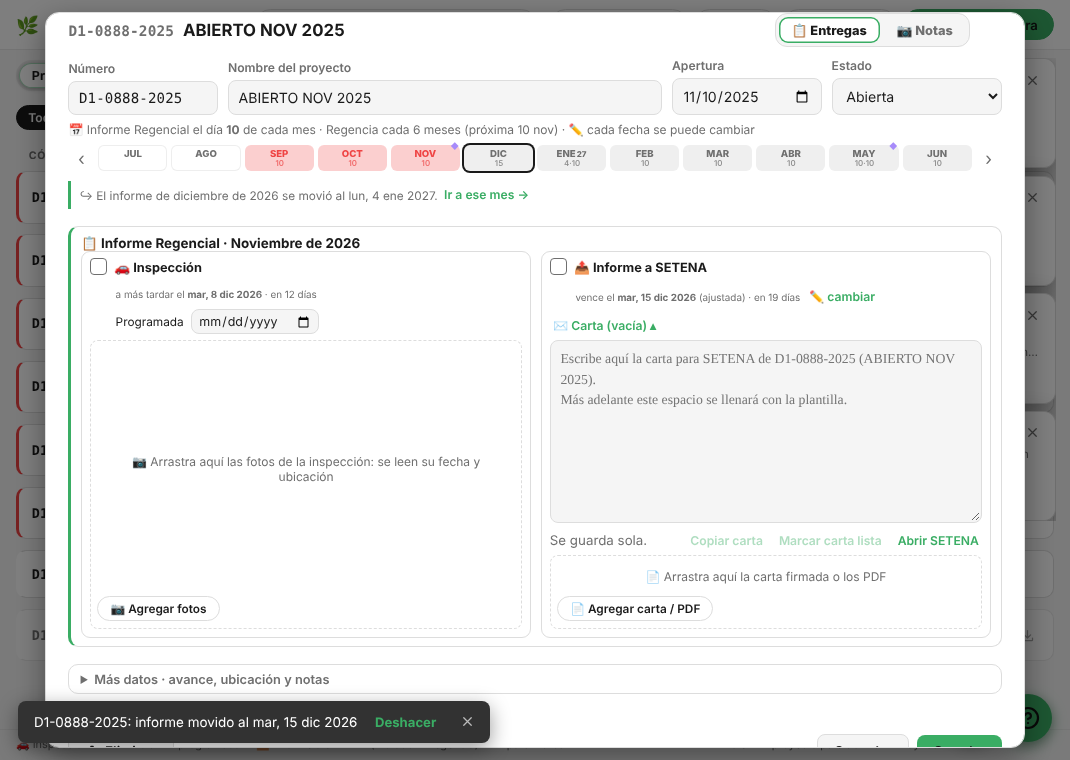 D1-0888-2025 ABIERTO NOV 2025
📋 Entregas 📷 Notas
Número
Nombre del proyecto
Apertura
Estado
D1-0888-2025
ABIERTO NOV 2025
11/10/2025
Abierta
📅 Informe Regencial el día 10 de cada mes · Regencia cada 6 meses (próxima 10 nov) · ✏️ cada fecha se puede cambiar
‹ JUL AGO SEP OCT NOV DIC ENE 27 FEB MAR ABR MAY JUN ›
10 10 10 15 4·10 10 10 10 10·10 10
↪ El informe de diciembre de 2026 se movió al lun, 4 ene 2027. Ir a ese mes →
📋 Informe Regencial · Noviembre de 2026
🚗 Inspección
a más tardar el mar, 8 dic 2026 · en 12 días
Programada mm/dd/yyyy
📷 Arrastra aquí las fotos de la inspección: se leen su fecha y
ubicación
📷 Agregar fotos
📤 Informe a SETENA
vence el mar, 15 dic 2026 (ajustada) · en 19 días ✏️ cambiar
✉️ Carta (vacía) ▴
Escribe aquí la carta para SETENA de D1-0888-2025 (ABIERTO NOV
2025).
Más adelante este espacio se llenará con la plantilla.
Se guarda sola. Copiar carta Marcar carta lista Abrir SETENA
📄 Arrastra aquí la carta firmada o los PDF
📄 Agregar carta / PDF
▶ Más datos · avance, ubicación y notas
D1-0888-2025: informe movido al mar, 15 dic 2026 Deshacer ✕